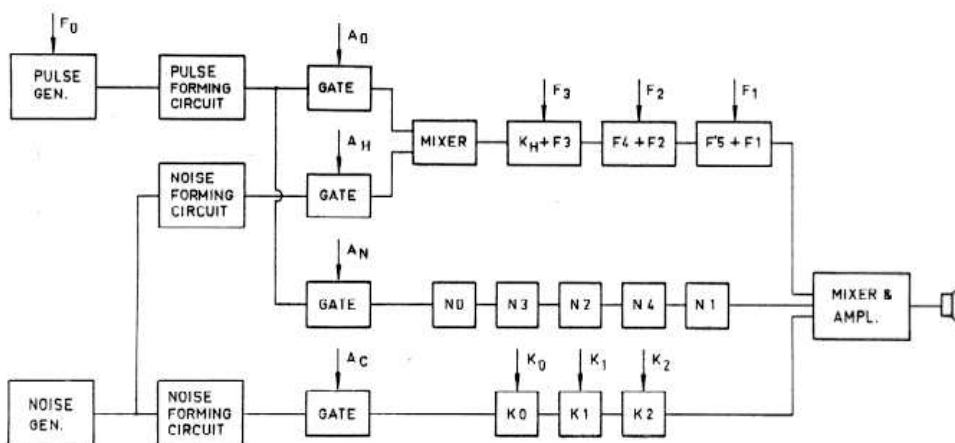 F0
PULSE
GEN.
PULSE
FORMING
CIRCUIT
A0
GATE
AH
GATE
MIXER
F3
KH+F3
F2
F4+F2
F1
F5+F1
NOISE
FORMING
CIRCUIT
AN
GATE
N0
N3
N2
N4
N1
MIXER &
AMPL.
NOISE
GEN.
NOISE
FORMING
CIRCUIT
AC
GATE
K0
K0
K1
K1
K2
K2